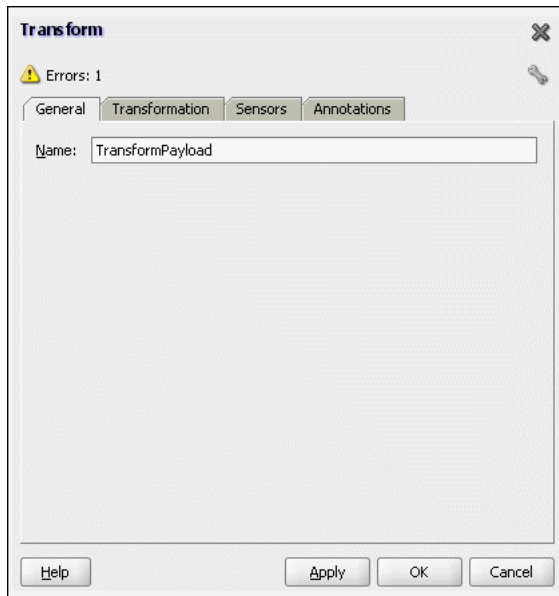 Transform
Errors: 1
General Transformation Sensors Annotations
Name: TransformPayload
Help Apply OK Cancel